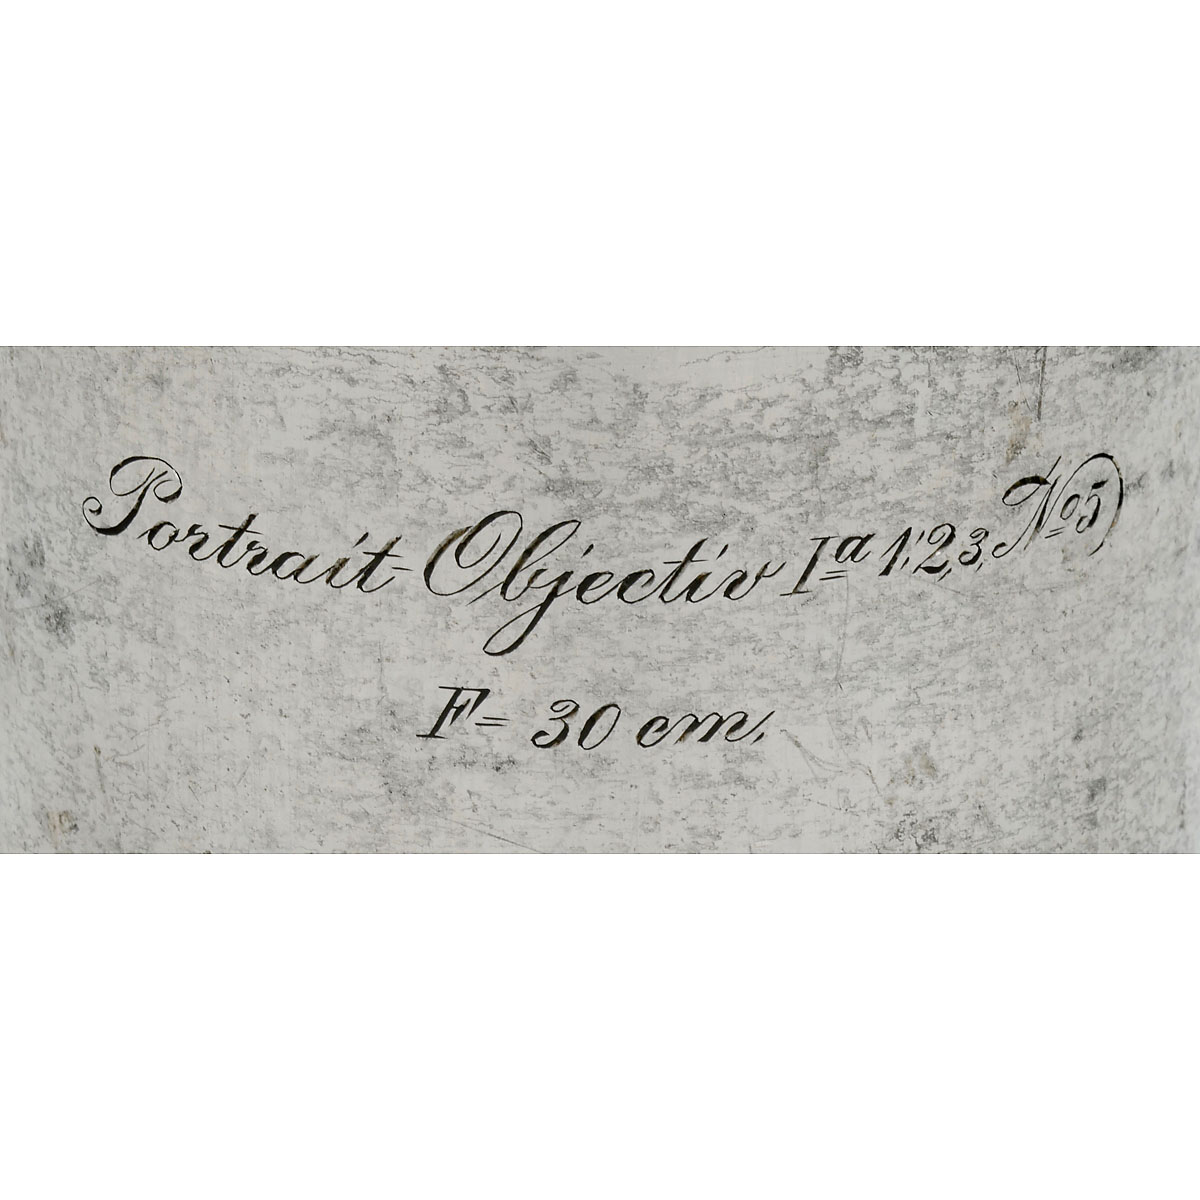 Portrait-Objectiv Iª 1:2,3, No 5)
F = 30 cm.